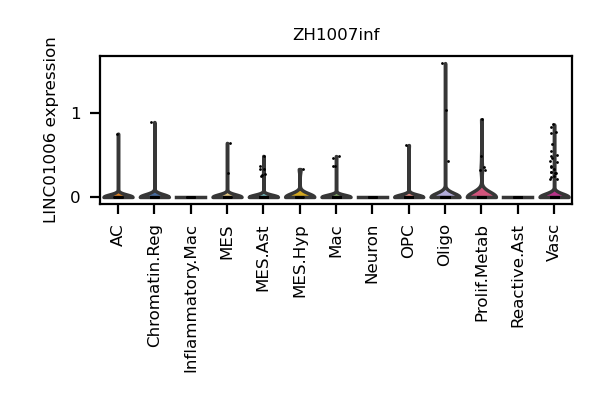 ZH1007inf
LINC01006 expression
1
0
AC
Chromatin.Reg
Inflammatory.Mac
MES
MES.Ast
MES.Hyp
Mac
Neuron
OPC
Oligo
Prolif.Metab
Reactive.Ast
Vasc